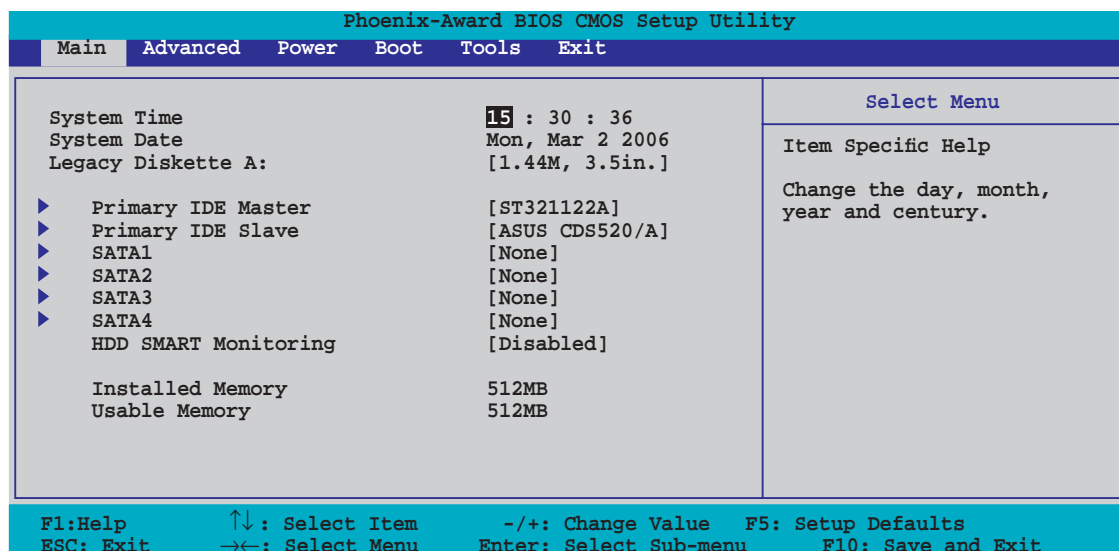 Phoenix-Award BIOS CMOS Setup Utility
Main Advanced Power Boot Tools Exit
Select Menu
System Time 15 : 30 : 36
System Date Mon, Mar 2 2006
Legacy Diskette A: [1.44M, 3.5in.]
Primary IDE Master [ST321122A]
Primary IDE Slave [ASUS CDS520/A]
SATA1 [None]
SATA2 [None]
SATA3 [None]
SATA4 [None]
HDD SMART Monitoring [Disabled]
Installed Memory 512MB
Usable Memory 512MB
Item Specific Help
Change the day, month,
year and century.
F1:Help ↑↓: Select Item -/+: Change Value F5: Setup Defaults
ESC: Exit →←: Select Menu Enter: Select Sub-menu F10: Save and Exit